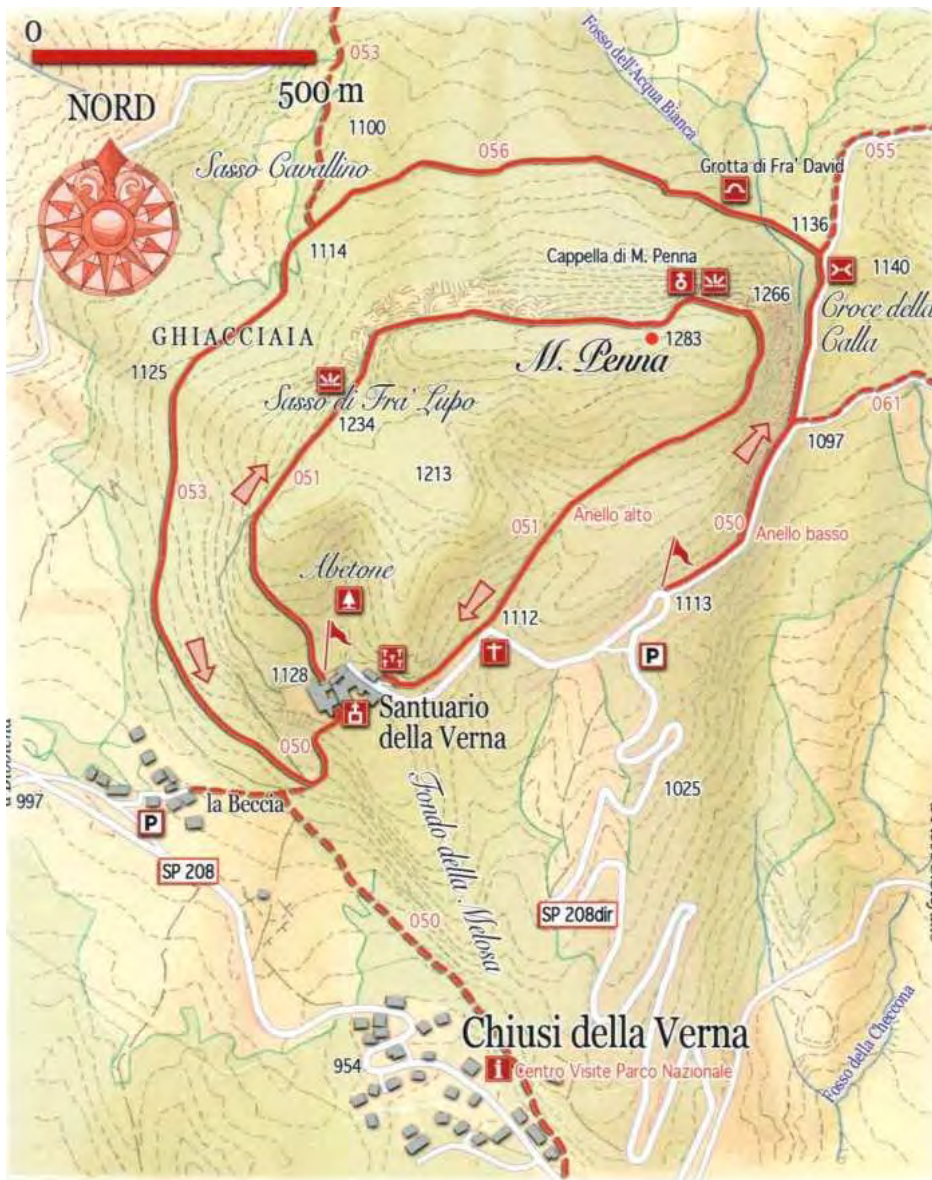 0
500 m
NORD
053
1100
056
Sasso Cavallino
Fosso dell'Acqua Bianca
055
Grotta di Fra' David
1136
1114
Cappella di M. Penna
1140
1266
Croce della
Calla
GHIACCIAIA
M. Penna
1283
1125
Sasso di Fra' Lupo
1234
061
1097
1213
053
051
051
Anello alto
050
Anello basso
Abetone
1112
1113
P
1128
Santuario
della Verna
050
1025
Fondo della Melosa
la Beccia
997
P
SP 208
SP 208dir
050
Chiusi della Verna
954
i
Centro Visite Parco Nazionale
Fosso della Checcona